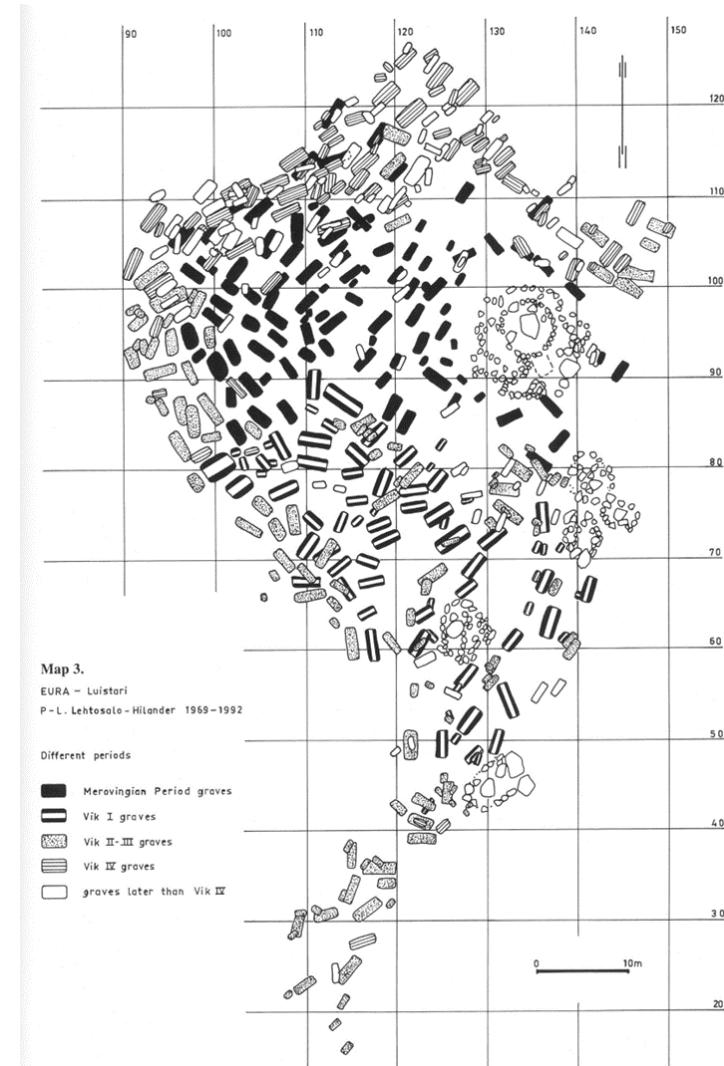 90 100 110 120 130 140 150
120
110
100
90
80
70
60
Map 3.
EURA – Luistari
P.-L. Lehtosalo-Hilander 1969–1992
50
Different periods
Merovingian Period graves
Vik I graves
40
Vik II-III graves
Vik IV graves
graves later than Vik IV
30
0 10m
20